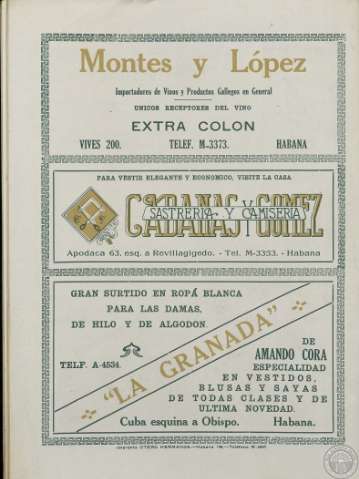 Montes y López
Importadores de Vinos y Productos Gallegos en General
UNICOS RECEPTORES DEL VINO
EXTRA COLON
VIVES 200. TELEF. M-3373. HABANA
PARA VESTIR ELEGANTE Y ECONOMICO, VISITE LA CASA
CABANAS Y GOMEZ
SASTRERIA Y CAMISERIA
Apodaca 63, esq. a Revillagigedo. - Tel. M-3353. - Habana
GRAN SURTIDO EN ROPA BLANCA
PARA LAS DAMAS,
DE HILO Y DE ALGODON.
TELF. A-4534.
"LA GRANADA"
DE
AMANDO CORA
ESPECIALIDAD
EN VESTIDOS,
BLUSAS Y SAYAS
DE TODAS CLASES Y DE
ULTIMA NOVEDAD.
Cuba esquina a Obispo. Habana.